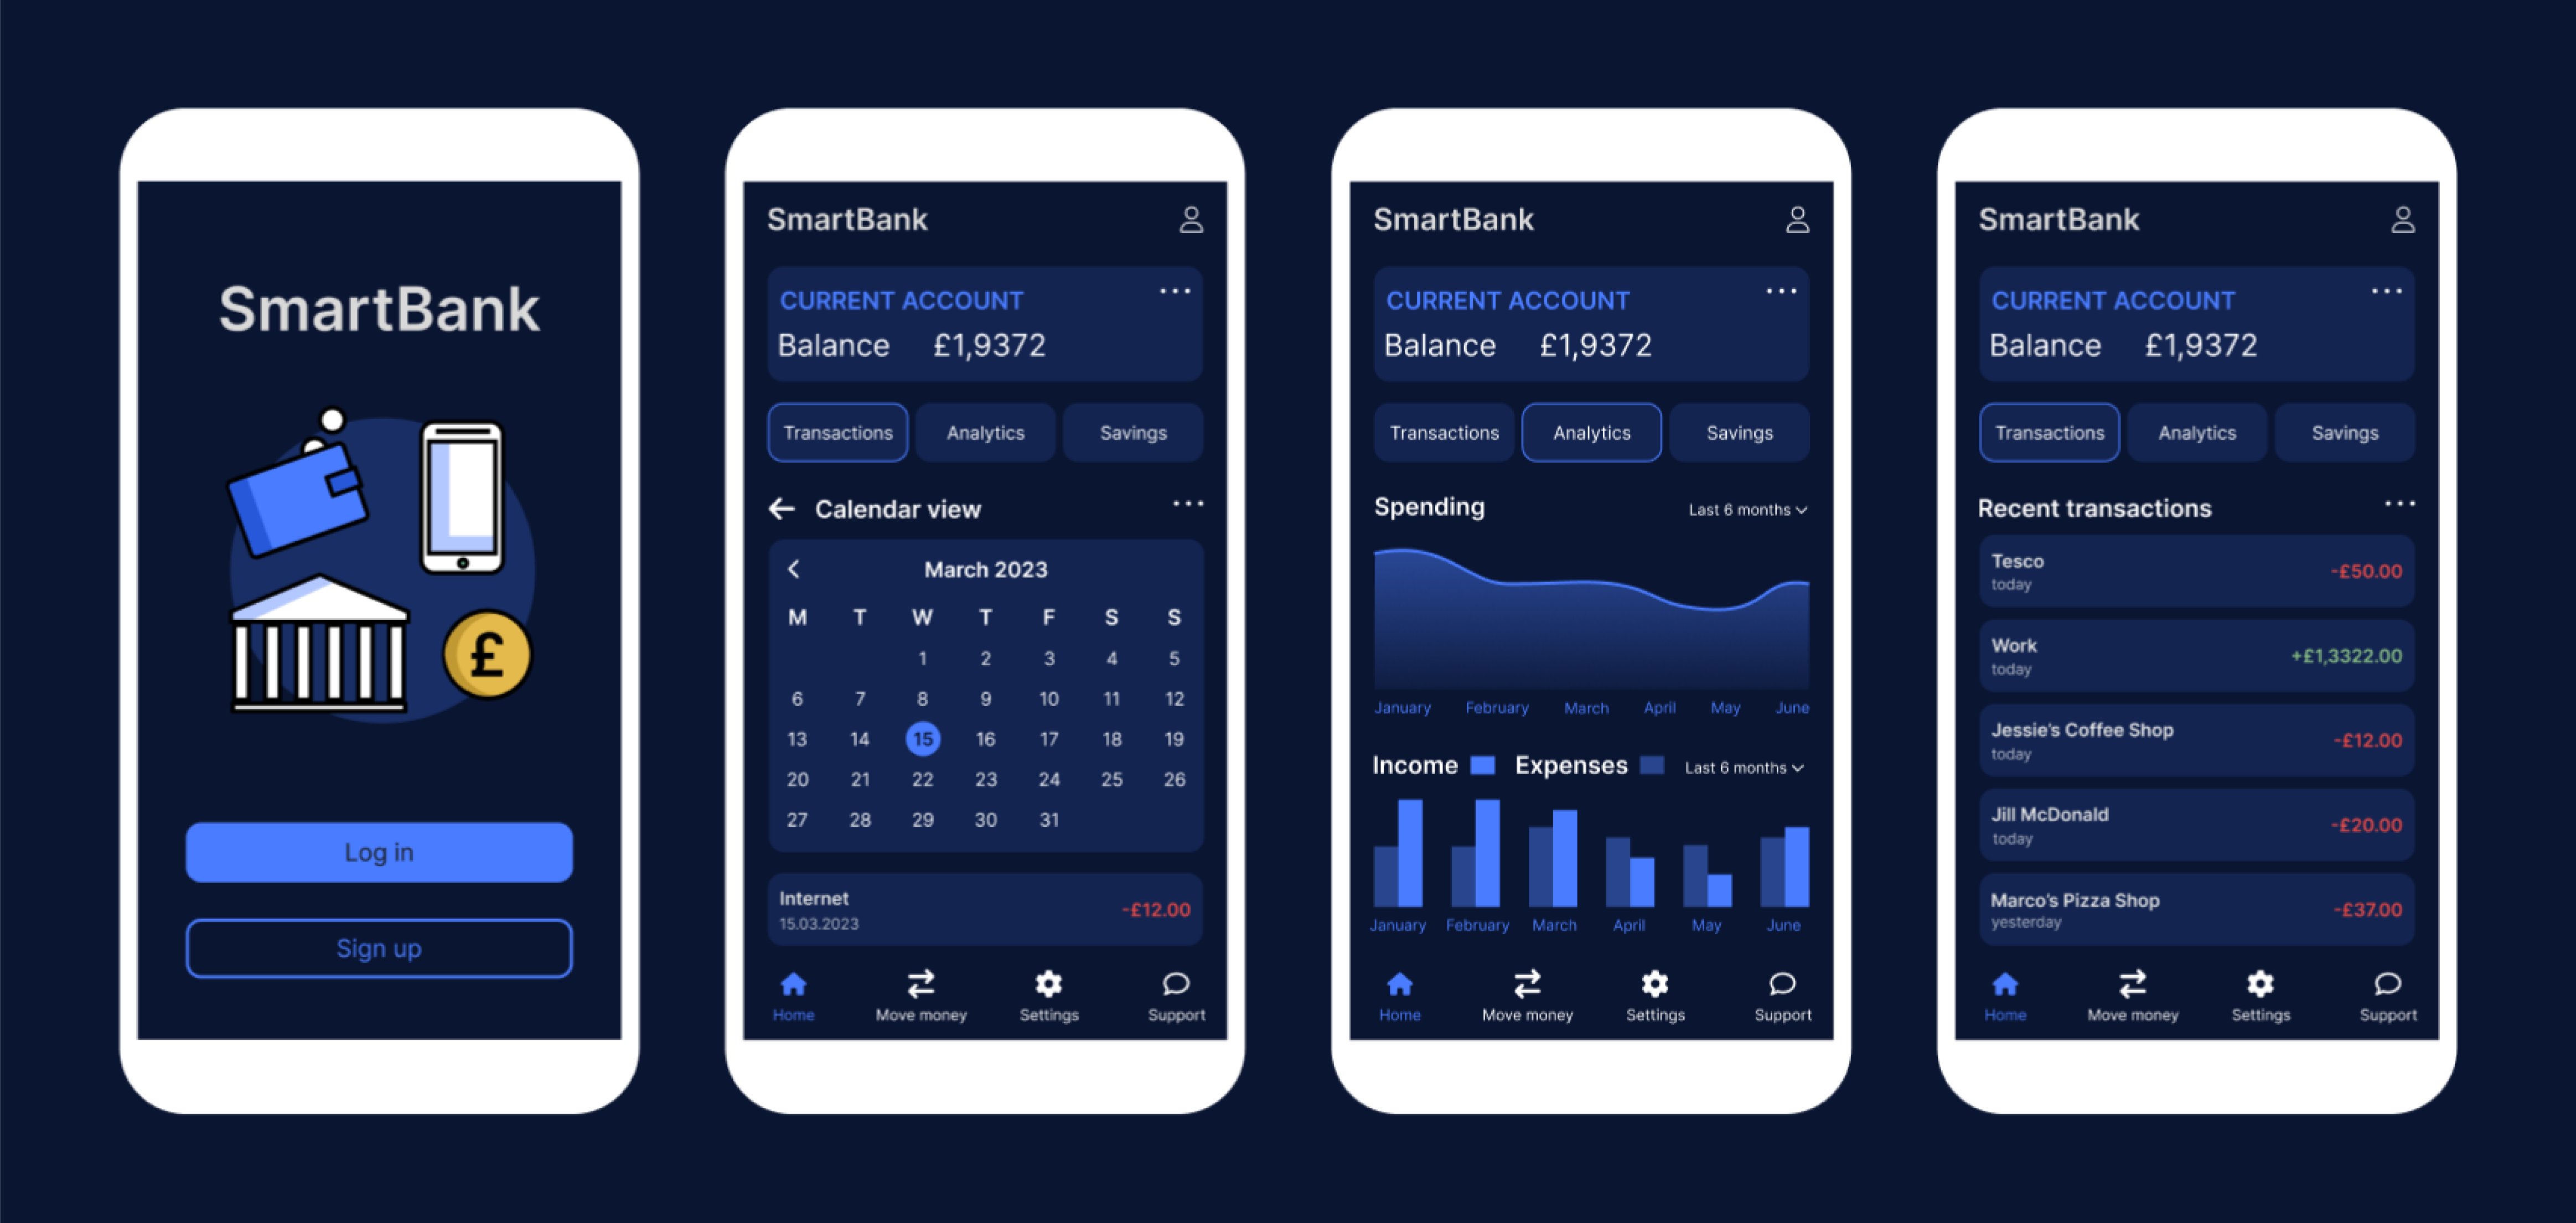 SmartBank
£
Log in
Sign up
SmartBank
CURRENT ACCOUNT
Balance £1,9372
Transactions Analytics Savings
Calendar view
March 2023
M T W T F S S
1 2 3 4 5
6 7 8 9 10 11 12
13 14 15 16 17 18 19
20 21 22 23 24 25 26
27 28 29 30 31
Internet
-£12.00
15.03.2023
Home Move money Settings Support
SmartBank
CURRENT ACCOUNT
Balance £1,9372
Transactions Analytics Savings
Spending Last 6 months
January February March April May June
Income Expenses Last 6 months
January February March April May June
Home Move money Settings Support
SmartBank
CURRENT ACCOUNT
Balance £1,9372
Transactions Analytics Savings
Recent transactions
Tesco
-£50.00
today
Work
+£1,3322.00
today
Jessie's Coffee Shop
-£12.00
today
Jill McDonald
-£20.00
today
Marco's Pizza Shop
-£37.00
yesterday
Home Move money Settings Support